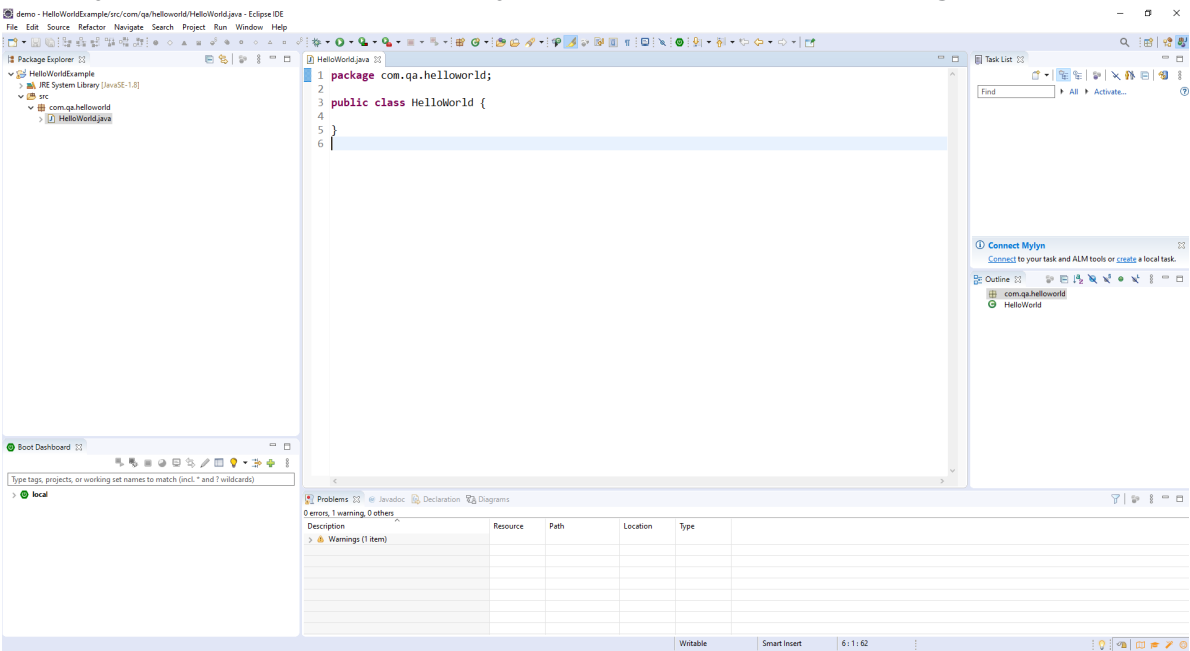 demo - HelloWorldExample/src/com/qa/helloworld/HelloWorld.java - Eclipse IDE
File Edit Source Refactor Navigate Search Project Run Window Help
Package Explorer
HelloWorldExample
JRE System Library [JavaSE-1.8]
src
com.qa.helloworld
HelloWorld.java
HelloWorld.java
1 package com.qa.helloworld;
2
3 public class HelloWorld {
4
5 }
6
Task List
Find All Activate...
Connect Mylyn
Connect to your task and ALM tools or create a local task.
Outline
com.qa.helloworld
HelloWorld
Boot Dashboard
Type tags, projects, or working set names to match (incl. * and ? wildcards)
local
Problems Javadoc Declaration Diagrams
0 errors, 1 warning, 0 others
Description Resource Path Location Type
Warnings (1 item)
Writable Smart Insert 6 : 1 : 62